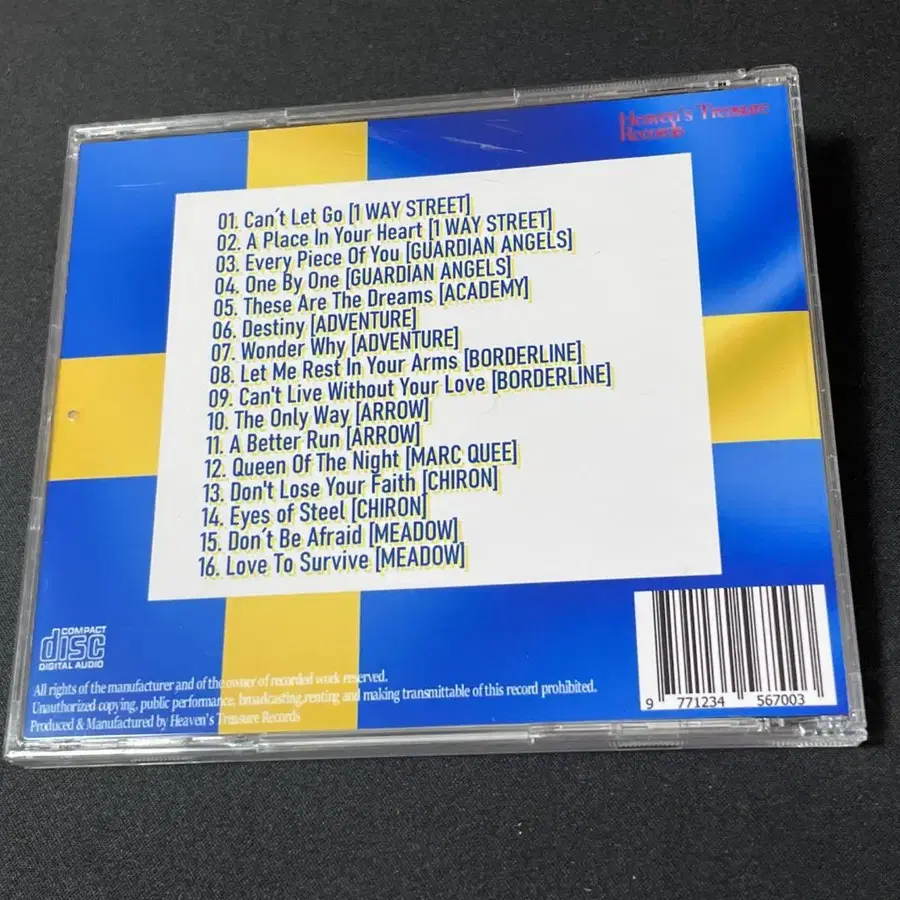 Heaven's Treasure
Records
01. Can´t Let Go [1 WAY STREET]
02. A Place In Your Heart [1 WAY STREET]
03. Every Piece Of You [GUARDIAN ANGELS]
04. One By One [GUARDIAN ANGELS]
05. These Are The Dreams [ACADEMY]
06. Destiny [ADVENTURE]
07. Wonder Why [ADVENTURE]
08. Let Me Rest In Your Arms [BORDERLINE]
09. Can't Live Without Your Love [BORDERLINE]
10. The Only Way [ARROW]
11. A Better Run [ARROW]
12. Queen Of The Night [MARC QUEE]
13. Don't Lose Your Faith [CHIRON]
14. Eyes of Steel [CHIRON]
15. Don´t Be Afraid [MEADOW]
16. Love To Survive [MEADOW]
COMPACT
disc
DIGITAL AUDIO
All rights of the manufacturer and of the owner of recorded work reserved.
Unauthorized copying, public performance, broadcasting,renting and making transmittable of this record prohibited.
Produced & Manufactured by Heaven's Treasure Records
9 771234 567003